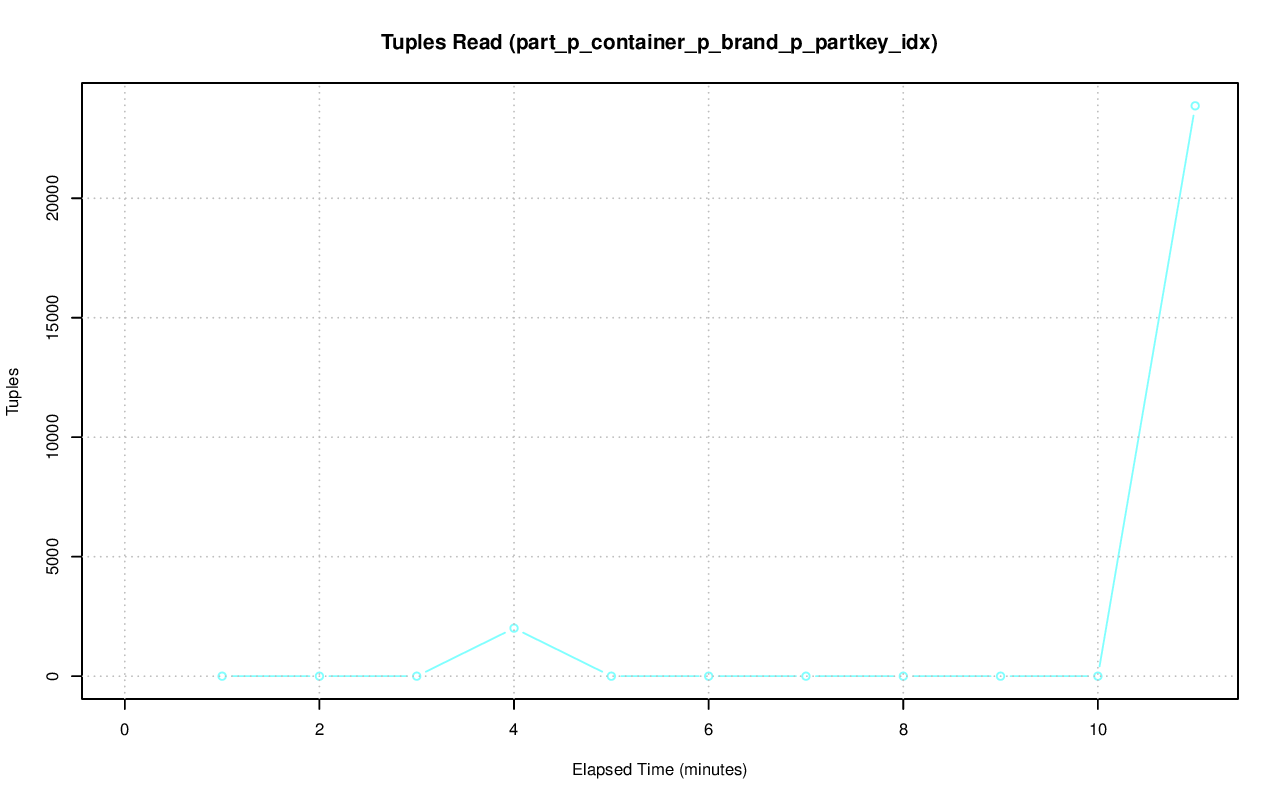 Tuples Read (part_p_container_p_brand_p_partkey_idx)
Tuples
20000
15000
10000
5000
0
0 2 4 6 8 10
Elapsed Time (minutes)